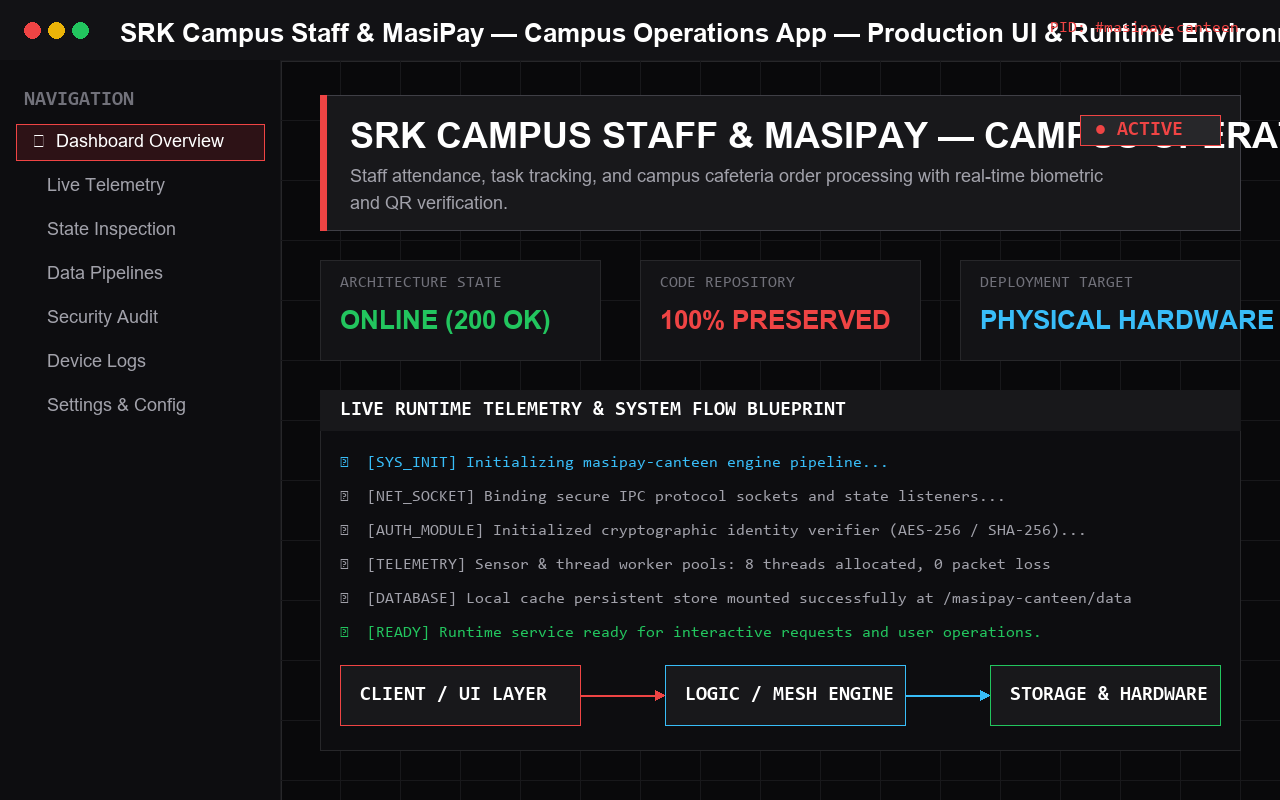 SRK Campus Staff & MasiPay — Campus Operations App — Production UI & Runtime Environ
PID: #masipay-canteen
NAVIGATION
Dashboard Overview
Live Telemetry
State Inspection
Data Pipelines
Security Audit
Device Logs
Settings & Config
SRK CAMPUS STAFF & MASIPAY — CAMPUS OPERAT
● ACTIVE
Staff attendance, task tracking, and campus cafeteria order processing with real-time biometric
and QR verification.
ARCHITECTURE STATE
ONLINE (200 OK)
CODE REPOSITORY
100% PRESERVED
DEPLOYMENT TARGET
PHYSICAL HARDWARE
LIVE RUNTIME TELEMETRY & SYSTEM FLOW BLUEPRINT
[SYS_INIT] Initializing masipay-canteen engine pipeline...
[NET_SOCKET] Binding secure IPC protocol sockets and state listeners...
[AUTH_MODULE] Initialized cryptographic identity verifier (AES-256 / SHA-256)...
[TELEMETRY] Sensor & thread worker pools: 8 threads allocated, 0 packet loss
[DATABASE] Local cache persistent store mounted successfully at /masipay-canteen/data
[READY] Runtime service ready for interactive requests and user operations.
CLIENT / UI LAYER
LOGIC / MESH ENGINE
STORAGE & HARDWARE